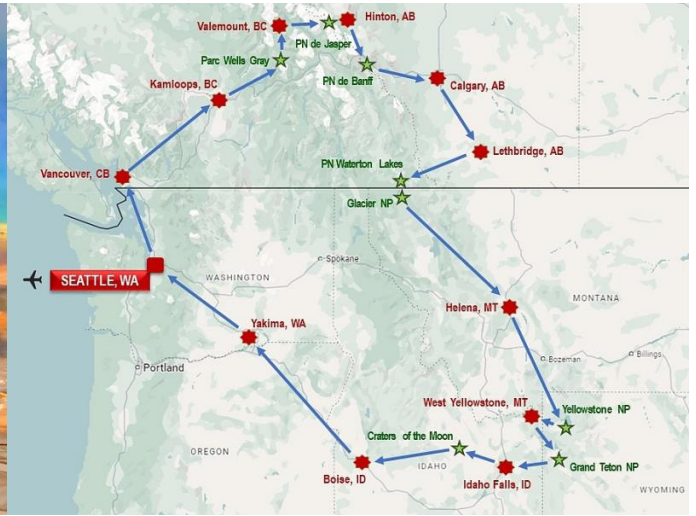 Valemount, BC
Hinton, AB
PN de Jasper
Parc Wells Gray
PN de Banff
Kamloops, BC
Calgary, AB
Lethbridge, AB
PN Waterton Lakes
Vancouver, CB
Glacier NP
Spokane
SEATTLE, WA
WASHINGTON
MONTANA
Helena, MT
Yakima, WA
Bozeman
Billings
Portland
West Yellowstone, MT
Yellowstone NP
Craters of the Moon
OREGON
IDAHO
Grand Teton NP
Boise, ID
Idaho Falls, ID
WYOMING